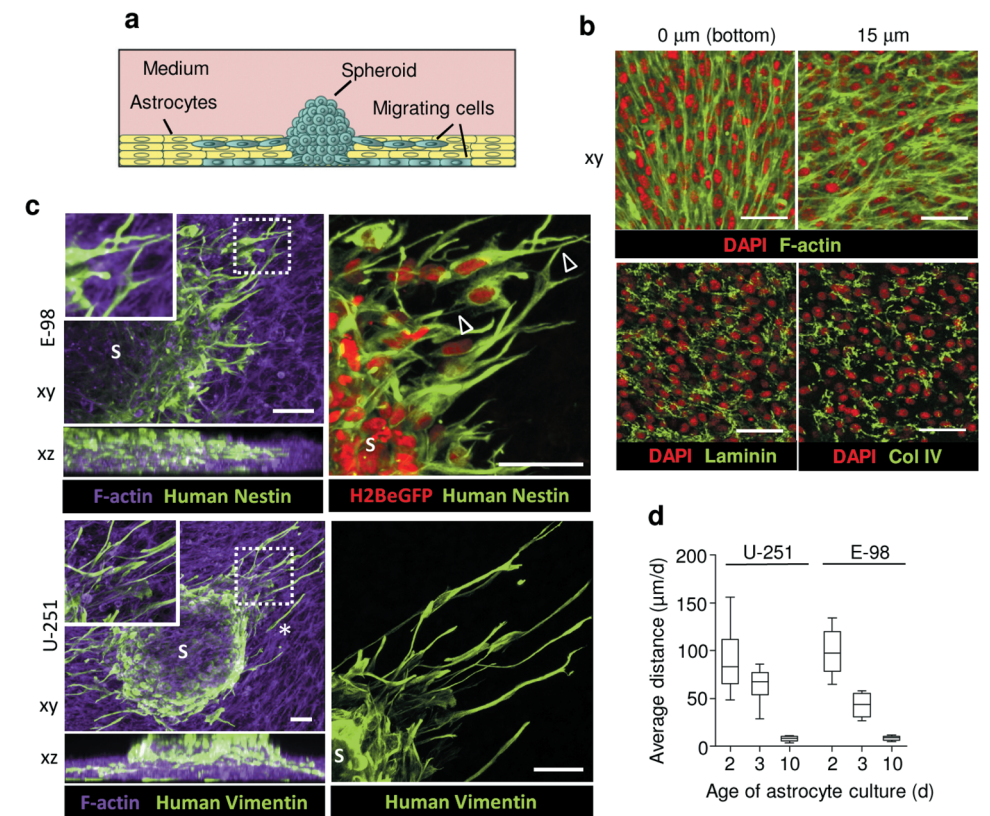 a
Medium
Spheroid
Astrocytes
Migrating cells
b
0 µm (bottom) 15 µm
xy
DAPI F-actin
DAPI Laminin
DAPI Col IV
c
E-98
S
xy
xz
S
F-actin Human Nestin
H2BeGFP Human Nestin
U-251
S
*
xy
xz
S
F-actin Human Vimentin
Human Vimentin
d
U-251 E-98
200
150
100
50
0
Average distance (µm/d)
2 3 10 2 3 10
Age of astrocyte culture (d)